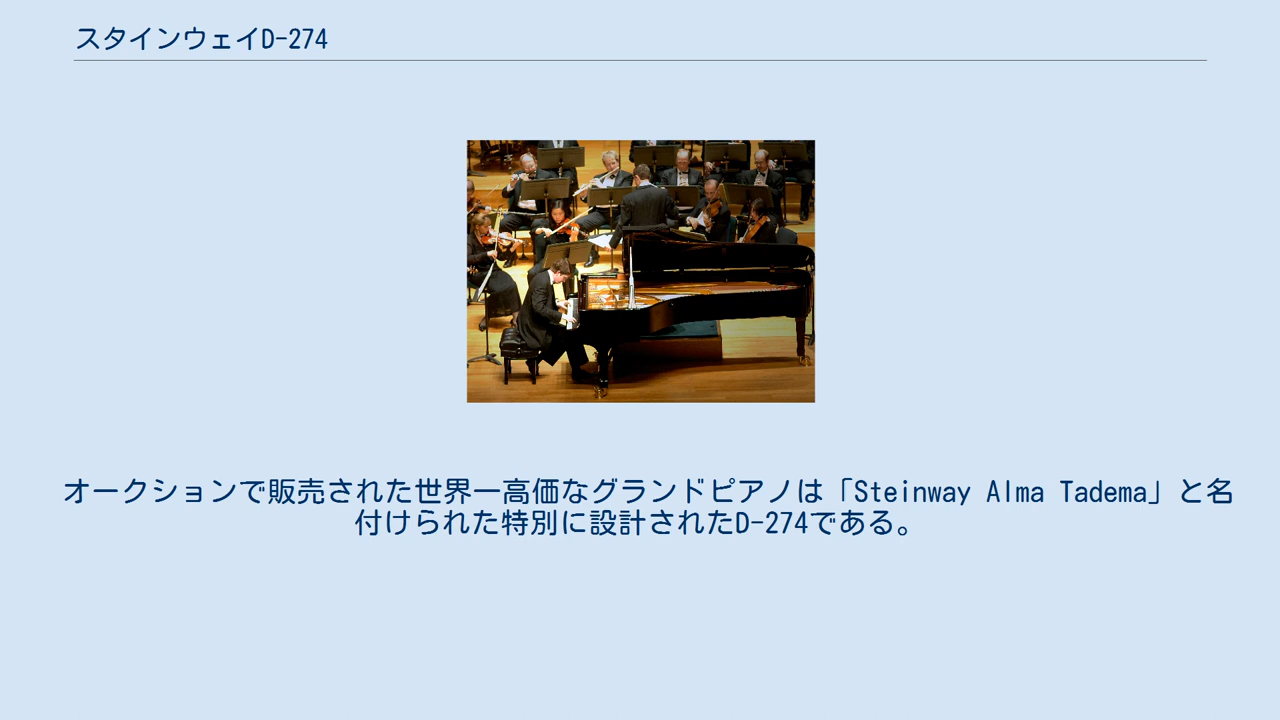 スタインウェイD-274
オークションで販売された世界一高価なグランドピアノは「Steinway Alma Tadema」と名
付けられた特別に設計されたD-274である。